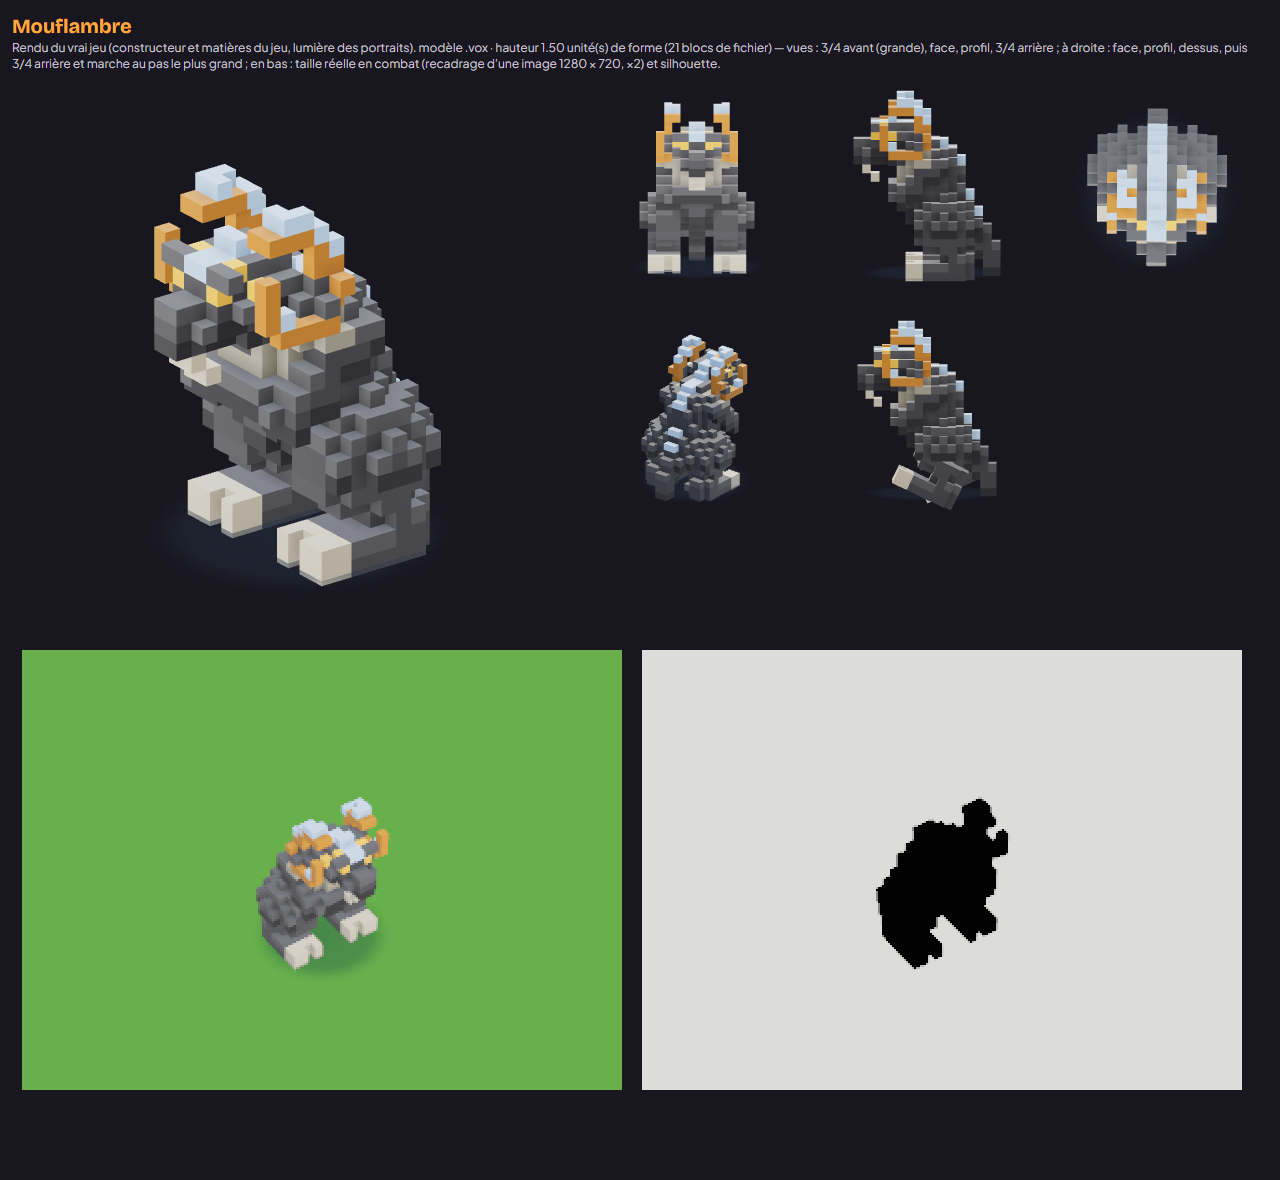 Mouflambre
Rendu du vrai jeu (constructeur et matières du jeu, lumière des portraits). modèle .vox · hauteur 1.50 unité(s) de forme (21 blocs de fichier) — vues : 3/4 avant (grande), face, profil, 3/4 arrière ; à droite : face, profil, dessus, puis
3/4 arrière et marche au pas le plus grand ; en bas : taille réelle en combat (recadrage d'une image 1280 × 720, ×2) et silhouette.